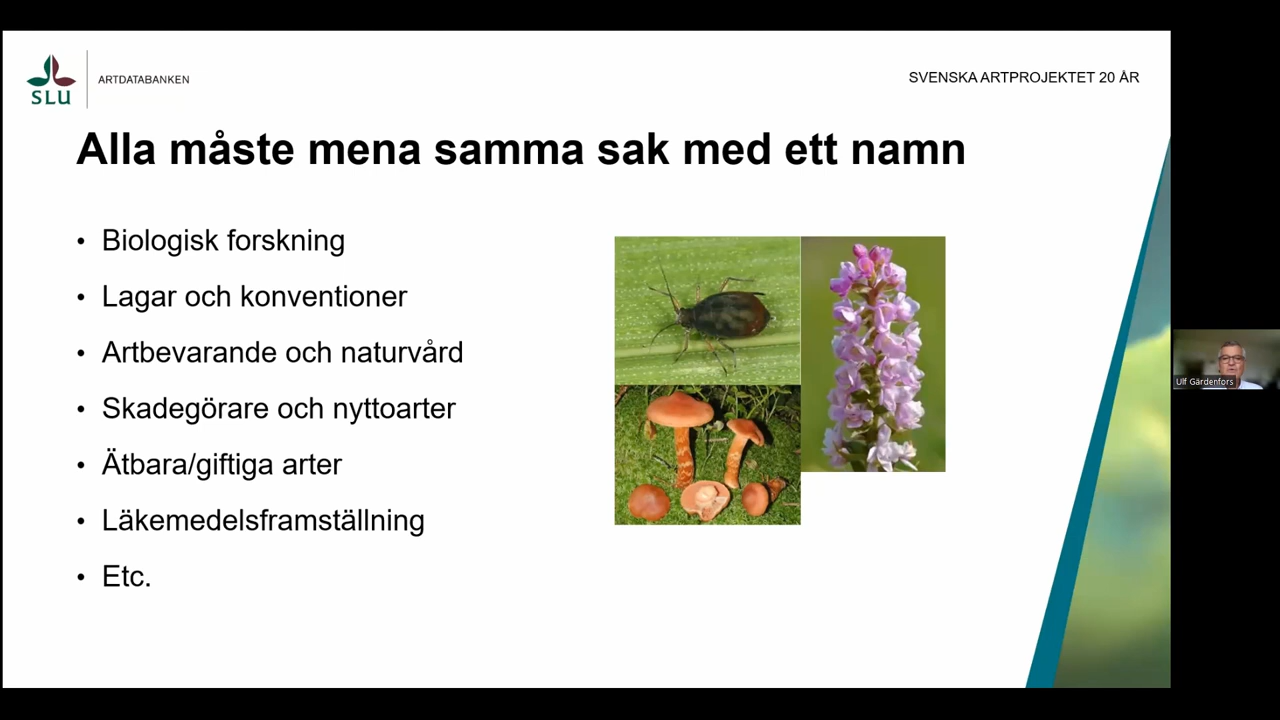 SLU
ARTDATABANKEN
SVENSKA ARTPROJEKTET 20 ÅR
Alla måste mena samma sak med ett namn
• Biologisk forskning
• Lagar och konventioner
• Artbevarande och naturvård
• Skadegörare och nyttoarter
• Ätbara/giftiga arter
• Läkemedelsframställning
• Etc.
Ulf Gärdenfors